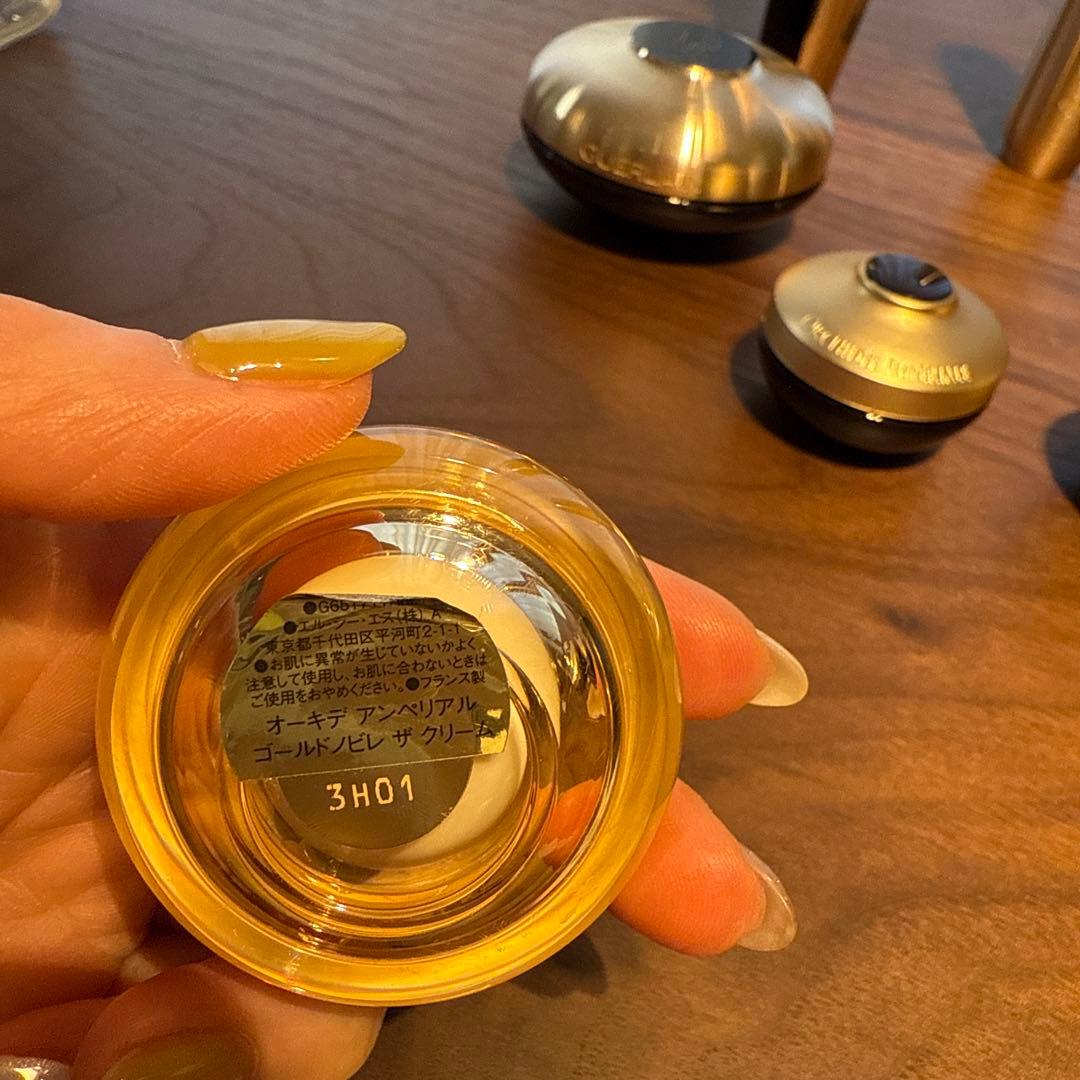 GUERL
●エル・シー・エス(株) A
東京都千代田区平河町2-1-1
●お肌に異常が生じていないかよく
注意して使用し、お肌に合わないときは
ご使用をおやめください。●フランス製
オーキデ アンペリアル
ゴールドノビレ ザ クリーム
3H01